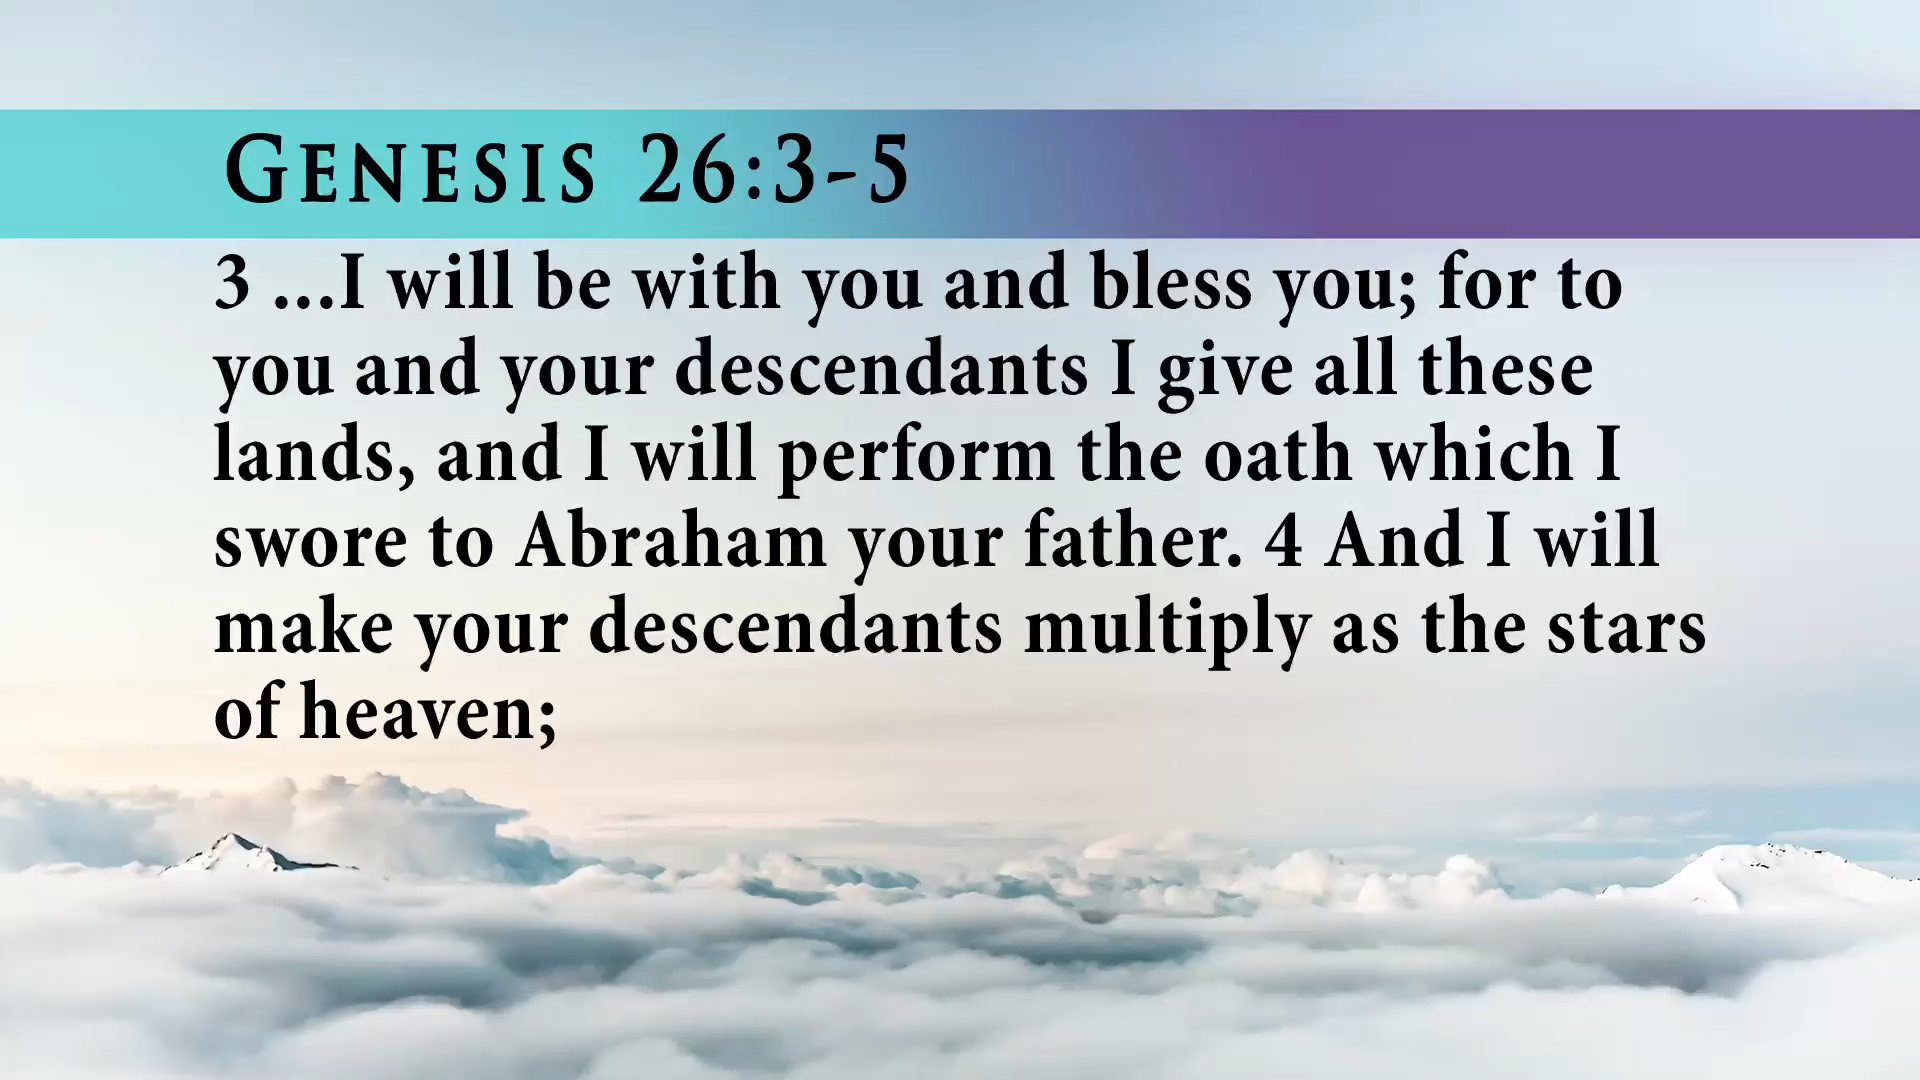 Genesis 26:3-5
3 ...I will be with you and bless you; for to
you and your descendants I give all these
lands, and I will perform the oath which I
swore to Abraham your father. 4 And I will
make your descendants multiply as the stars
of heaven;